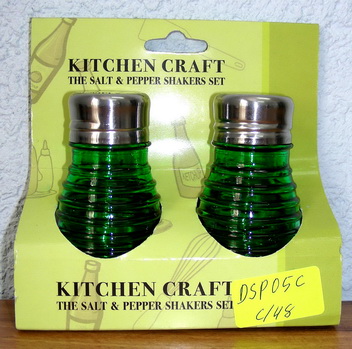 KITCHEN CRAFT
THE SALT & PEPPER SHAKERS SET
KITCHEN CRAFT
THE SALT & PEPPER SHAKERS SET
DSP05C
C/48